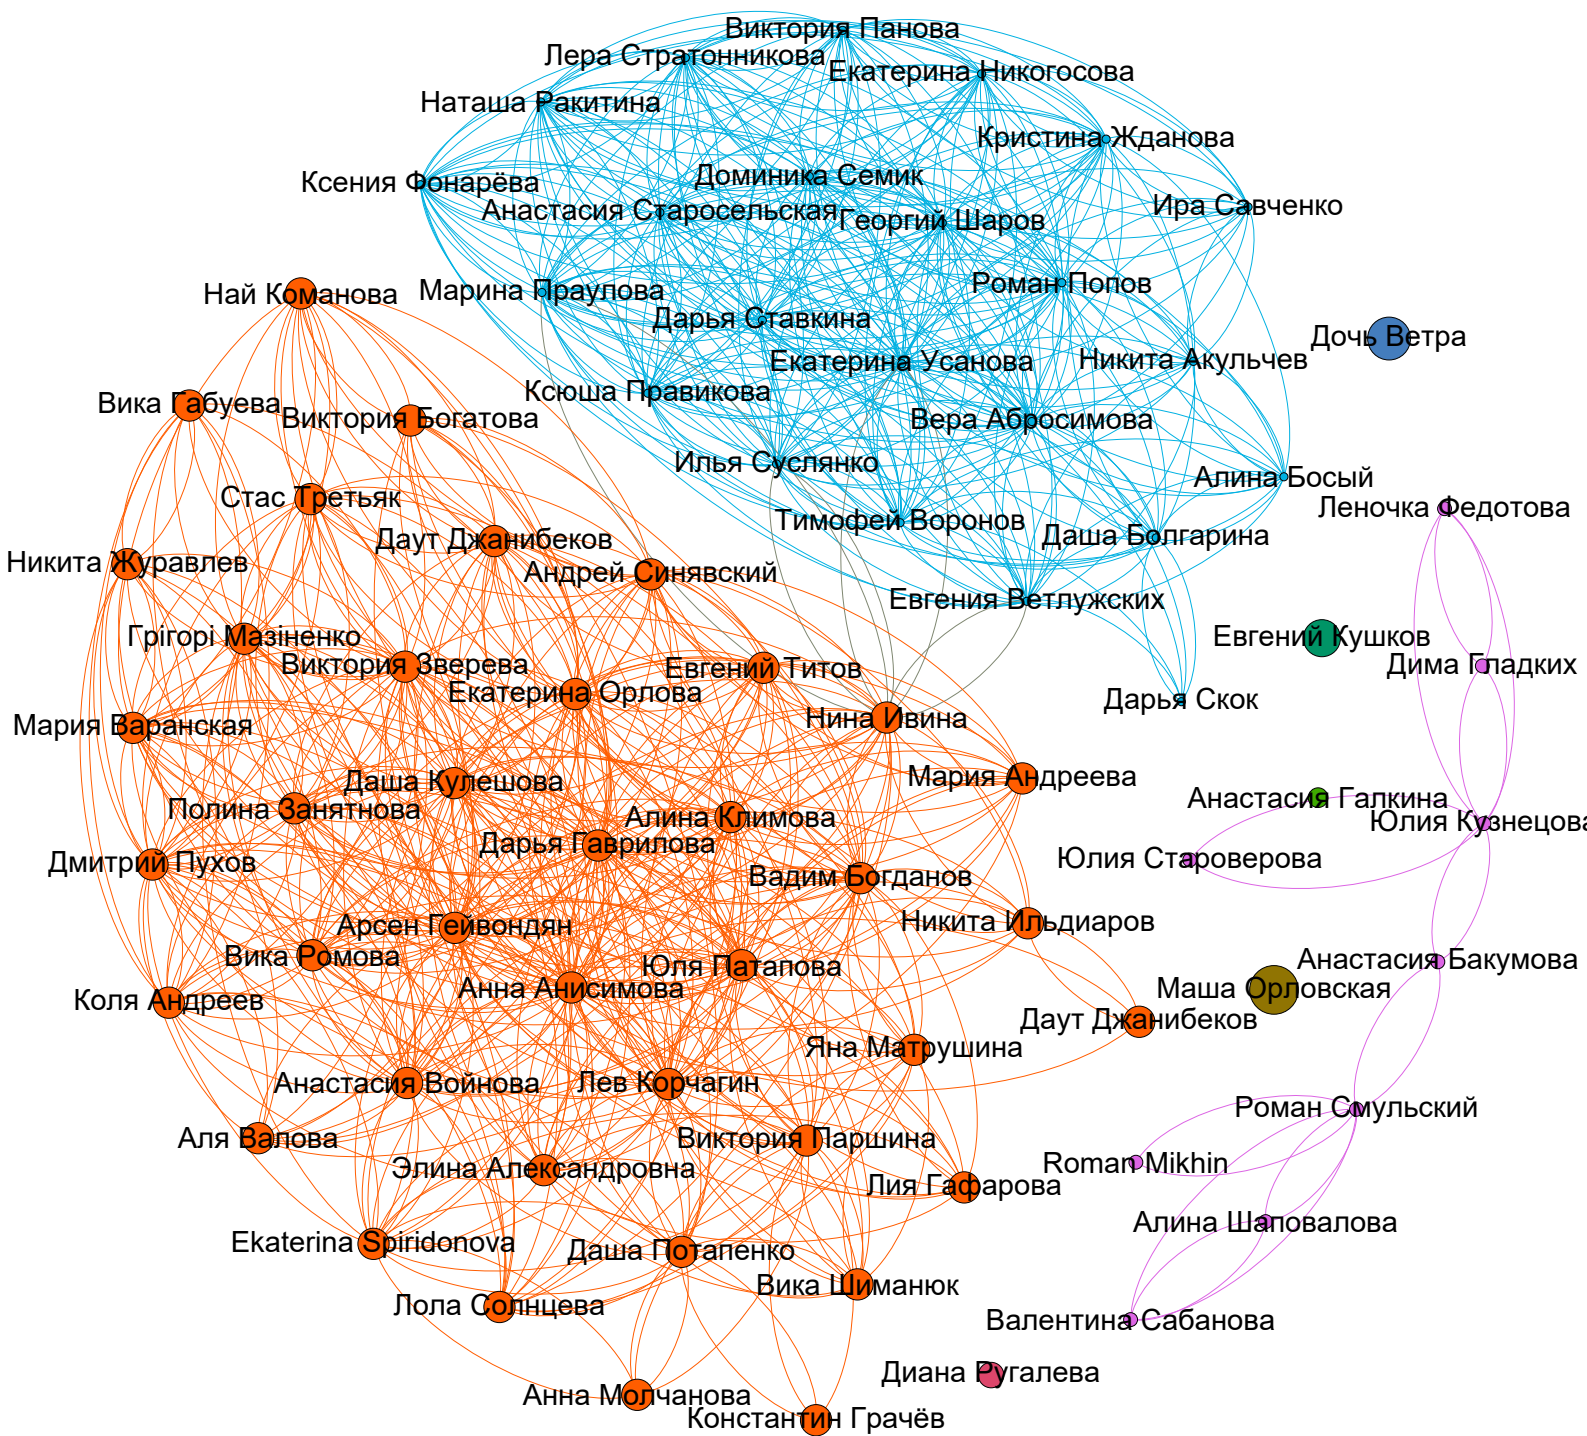 Виктория Панова
Лера Стратонникова
Екатерина Никогосова
Наташа Ракитина
Кристина Жданова
Доминика Семик
Ксения Фонарёва
Ира Савченко
Анастасия Старосельская
Георгий Шаров
Роман Попов
Марина Праулова
Най Команова
Дарья Ставкина
Дочь Ветра
Екатерина Усанова
Никита Акульчев
Ксюша Правикова
Вика Габуева
Виктория Богатова
Вера Абросимова
Илья Суслянко
Алина Босый
Стас Третьяк
Леночка Федотова
Тимофей Воронов
Даша Болгарина
Даут Джанибеков
Никита Журавлев
Андрей Синявский
Евгения Ветлужских
Грігорі Мазіненко
Евгений Кушков
Виктория Зверева
Евгений Титов
Дима Гладких
Екатерина Орлова
Дарья Скок
Нина Ивина
Мария Варанская
Мария Андреева
Даша Кулешова
Анастасия Галкина
Полина Занятнова
Алина Климова
Юлия Кузнецова
Дарья Гаврилова
Юлия Староверова
Дмитрий Пухов
Вадим Богданов
Никита Ильдиаров
Арсен Гейвондян
Вика Ромова
Анастасия Бакумова
Юля Патапова
Анна Анисимова
Маша Орловская
Коля Андреев
Даут Джанибеков
Яна Матрушина
Анастасия Войнова
Лев Корчагин
Роман Смульский
Аля Валова
Виктория Паршина
Roman Mikhin
Элина Александровна
Лия Гафарова
Алина Шаповалова
Ekaterina Spiridonova
Даша Потапенко
Вика Шиманюк
Лола Солнцева
Валентина Сабанова
Диана Ругалева
Анна Молчанова
Константин Грачёв